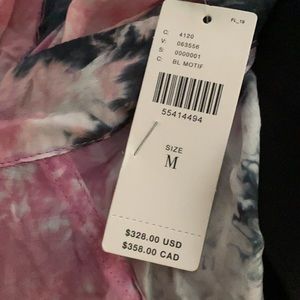 FL_19
C: 4120
V: 063556
S: 0000001
C: BL MOTIF
55414494
SIZE
M
$328.00 USD
$358.00 CAD